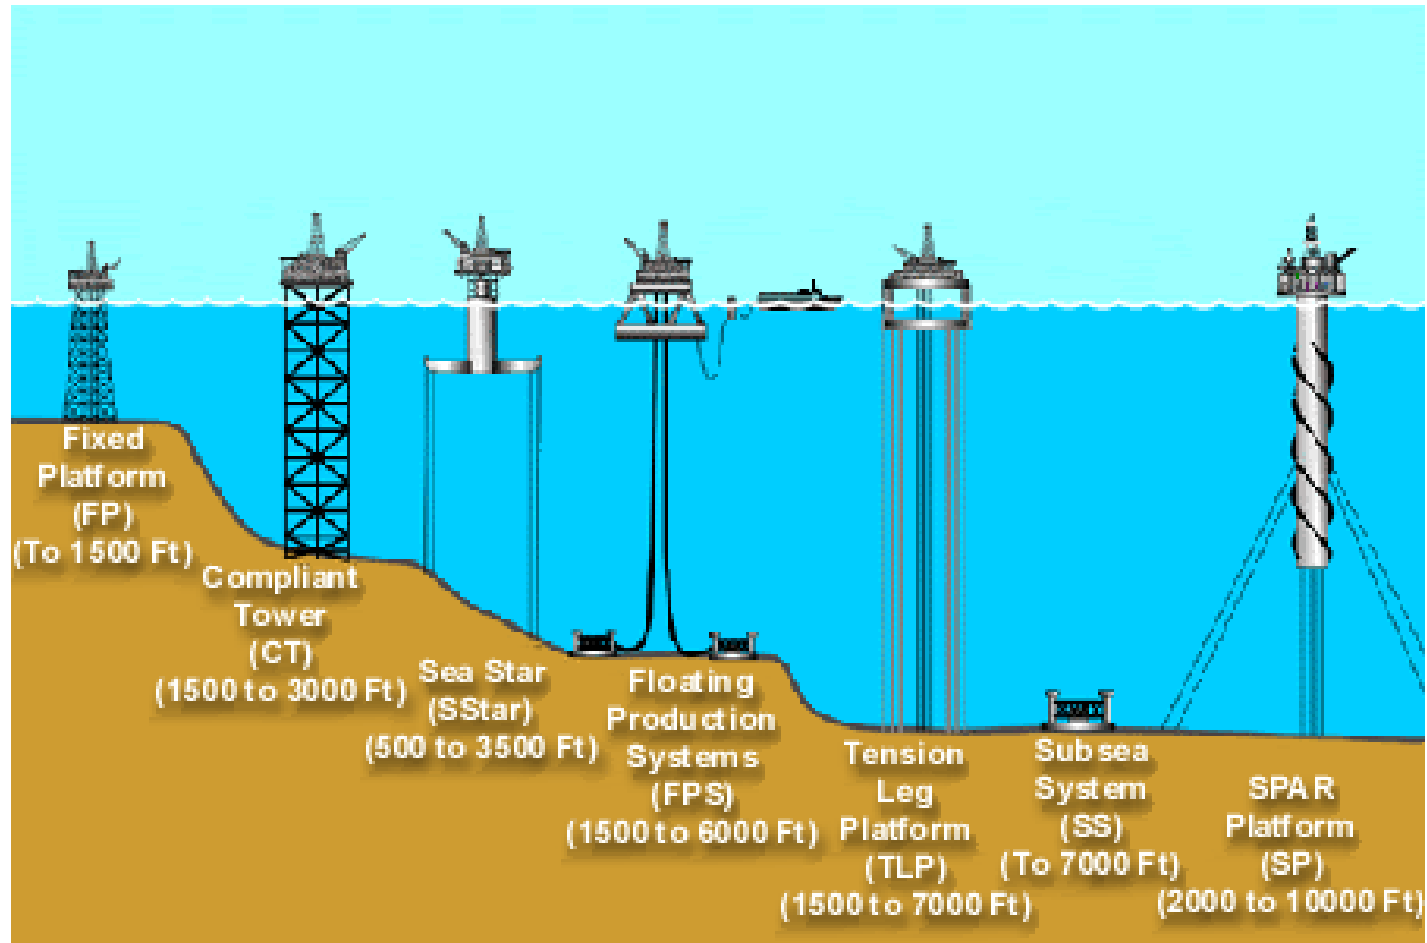 Fixed
Platform
(FP)
(To 1500 Ft)
Compliant
Tower
(CT)
(1500 to 3000 Ft)
Sea Star
(SStar)
(500 to 3500 Ft)
Floating
Production
Systems
(FPS)
(1500 to 6000 Ft)
Tension
Leg
Platform
(TLP)
(1500 to 7000 Ft)
Subsea
System
(SS)
(To 7000 Ft)
SPAR
Platform
(SP)
(2000 to 10000 Ft)